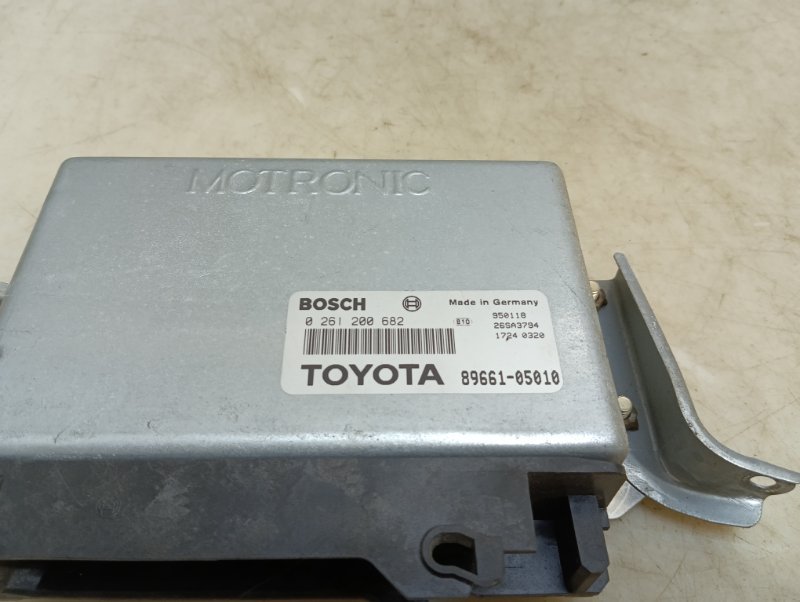 MOTRONIC
BOSCH Made in Germany
0 261 200 682 B10 950118
26SA3794
1724 0320
TOYOTA 89661-05010